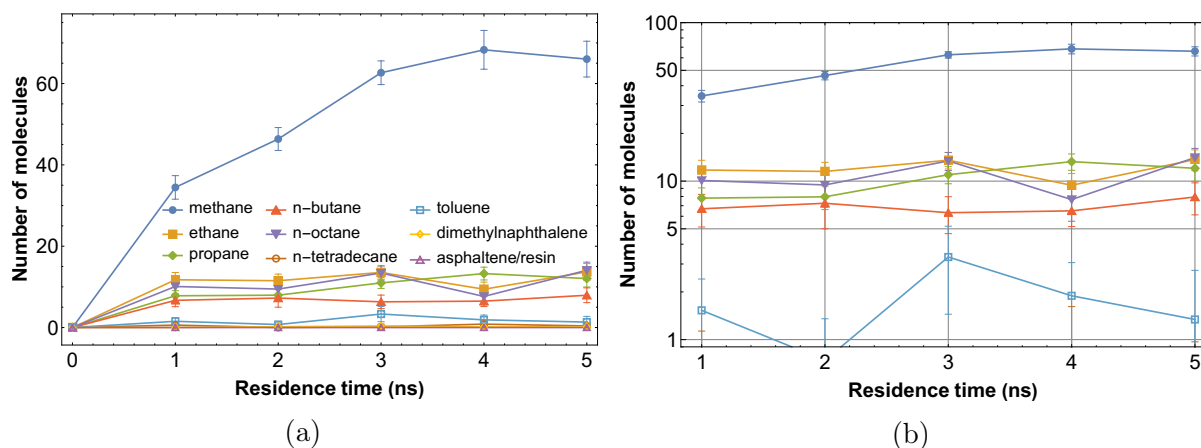 Number of molecules
60
40
20
0
methane
ethane
propane
n-butane
n-octane
n-tetradecane
toluene
dimethylnaphthalene
asphaltene/resin
0 1 2 3 4 5
Residence time (ns)
(a)
Number of molecules
100
50
10
5
1
1 2 3 4 5
Residence time (ns)
(b)